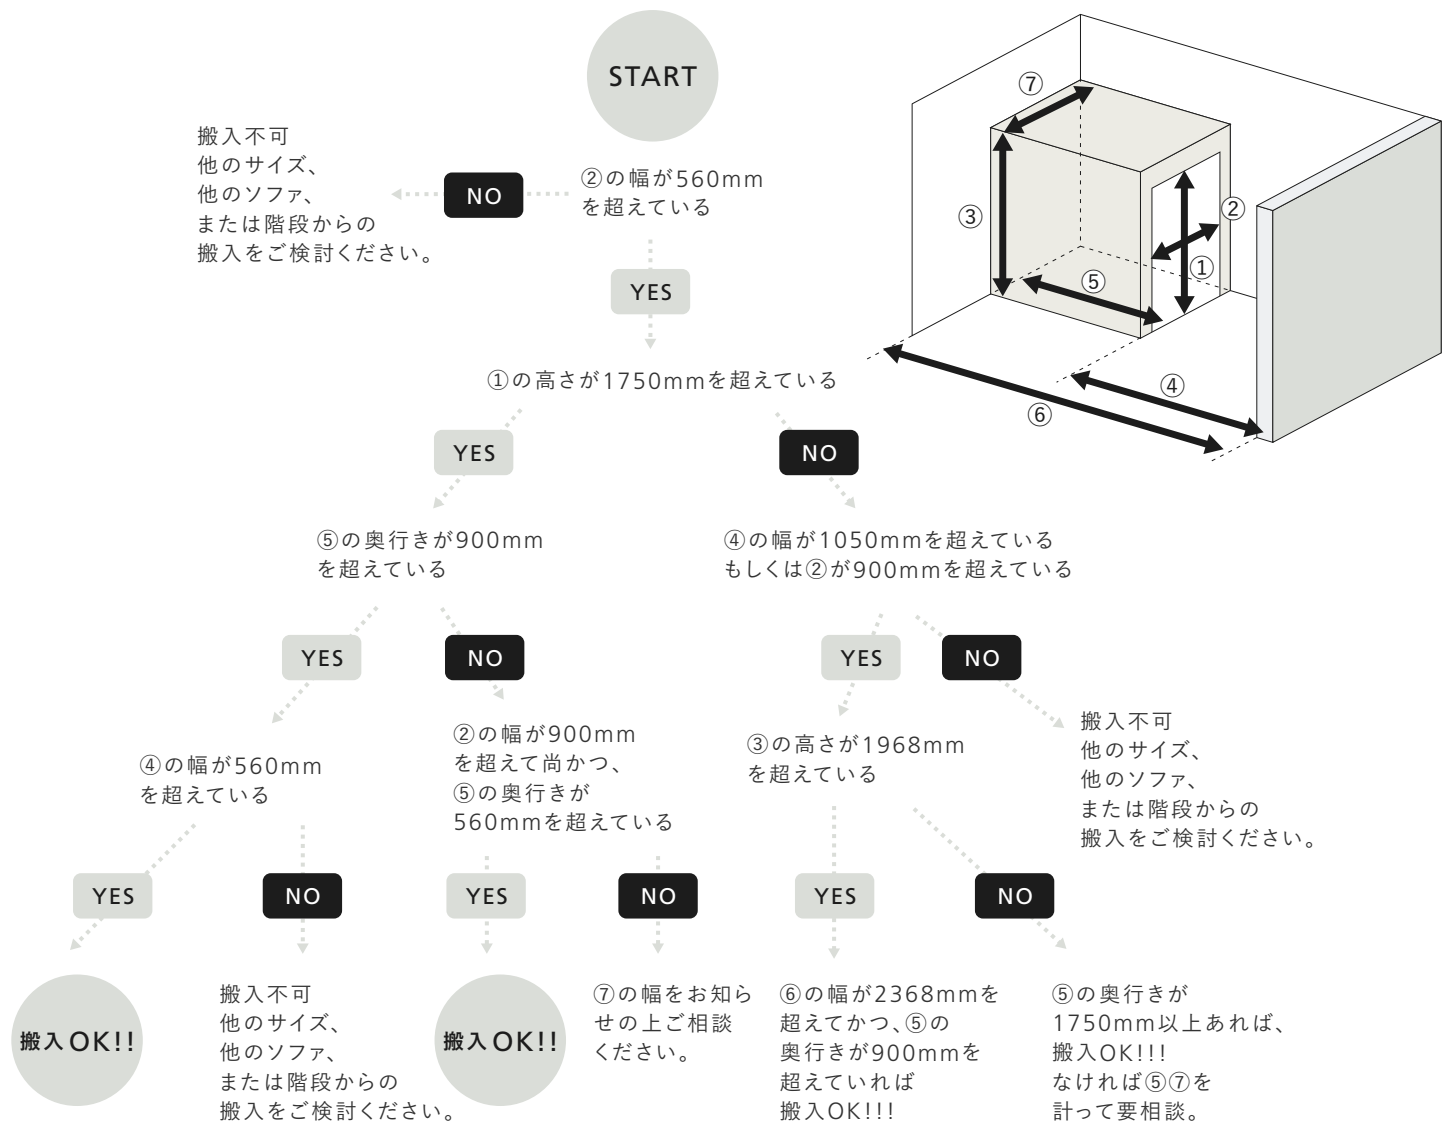 START
②の幅が560mm
を超えている
NO
搬入不可
他のサイズ、
他のソファ、
または階段からの
搬入をご検討ください。
YES
①の高さが1750mmを超えている
YES
NO
⑤の奥行きが900mm
を超えている
④の幅が1050mmを超えている
もしくは②が900mmを超えている
YES
NO
YES
NO
④の幅が560mm
を超えている
②の幅が900mm
を超えて尚かつ、
⑤の奥行きが
560mmを超えている
③の高さが1968mm
を超えている
搬入不可
他のサイズ、
他のソファ、
または階段からの
搬入をご検討ください。
YES
NO
YES
NO
YES
NO
搬入OK!!
搬入不可
他のサイズ、
他のソファ、
または階段からの
搬入をご検討ください。
搬入OK!!
⑦の幅をお知ら
せの上ご相談
ください。
⑥の幅が2368mmを
超えてかつ、⑤の
奥行きが900mmを
超えていれば
搬入OK!!!
⑤の奥行きが
1750mm以上あれば、
搬入OK!!!
なければ⑤⑦を
計って要相談。
⑦
③
②
①
⑤
④
⑥